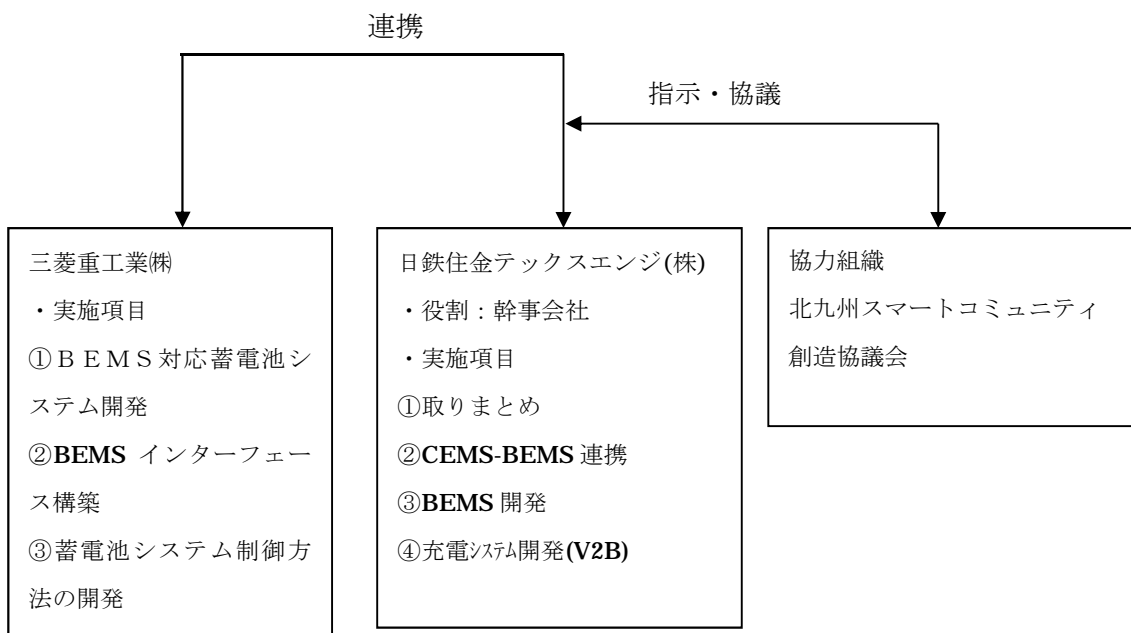 連携
指示・協議
三菱重工業㈱
・実施項目
①ＢＥＭＳ対応蓄電池シ
ステム開発
②BEMS インターフェー
ス構築
③蓄電池システム制御方
法の開発
日鉄住金テックスエンジ(株)
・役割：幹事会社
・実施項目
①取りまとめ
②CEMS-BEMS 連携
③BEMS 開発
④充電ｼｽﾃﾑ開発(V2B)
協力組織
北九州スマートコミュニティ
創造協議会